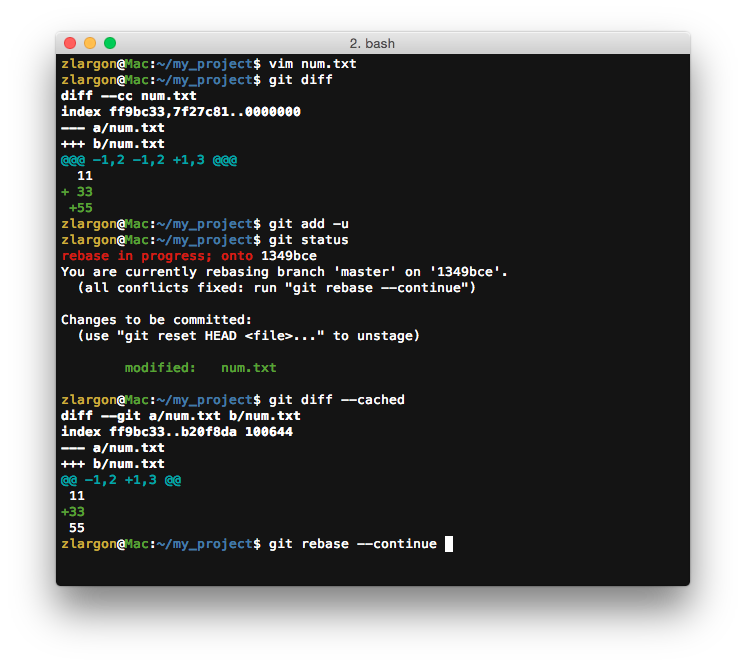 2. bash
zlargon@Mac:~/my_project$ vim num.txt
zlargon@Mac:~/my_project$ git diff
diff --cc num.txt
index ff9bc33,7f27c81..0000000
--- a/num.txt
+++ b/num.txt
@@@ -1,2 -1,2 +1,3 @@@
  11
+ 33
 +55
zlargon@Mac:~/my_project$ git add -u
zlargon@Mac:~/my_project$ git status
rebase in progress; onto 1349bce
You are currently rebasing branch 'master' on '1349bce'.
  (all conflicts fixed: run "git rebase --continue")
Changes to be committed:
  (use "git reset HEAD <file>..." to unstage)
        modified:   num.txt
zlargon@Mac:~/my_project$ git diff --cached
diff --git a/num.txt b/num.txt
index ff9bc33..b20f8da 100644
--- a/num.txt
+++ b/num.txt
@@ -1,2 +1,3 @@
 11
+33
 55
zlargon@Mac:~/my_project$ git rebase --continue